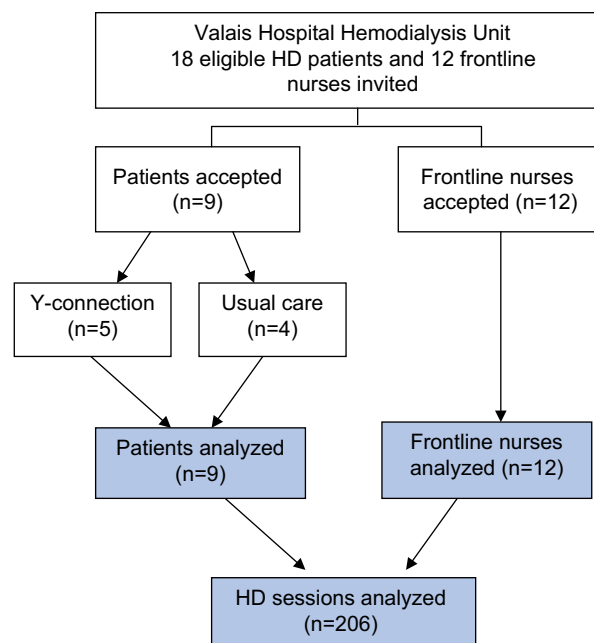 Valais Hospital Hemodialysis Unit
18 eligible HD patients and 12 frontline
nurses invited
Patients accepted
(n=9)
Frontline nurses
accepted (n=12)
Y-connection
(n=5)
Usual care
(n=4)
Patients analyzed
(n=9)
Frontline nurses
analyzed (n=12)
HD sessions analyzed
(n=206)